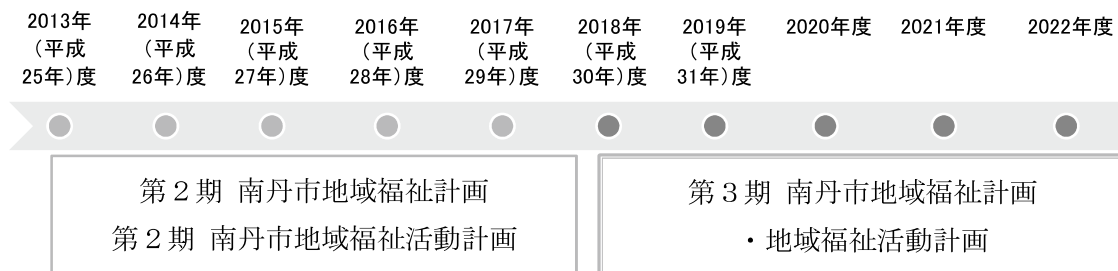 2013年
(平成
25年)度
2014年
(平成
26年)度
2015年
(平成
27年)度
2016年
(平成
28年)度
2017年
(平成
29年)度
2018年
(平成
30年)度
2019年
(平成
31年)度
2020年度
2021年度
2022年度
第２期 南丹市地域福祉計画
第２期 南丹市地域福祉活動計画
第３期 南丹市地域福祉計画
・地域福祉活動計画